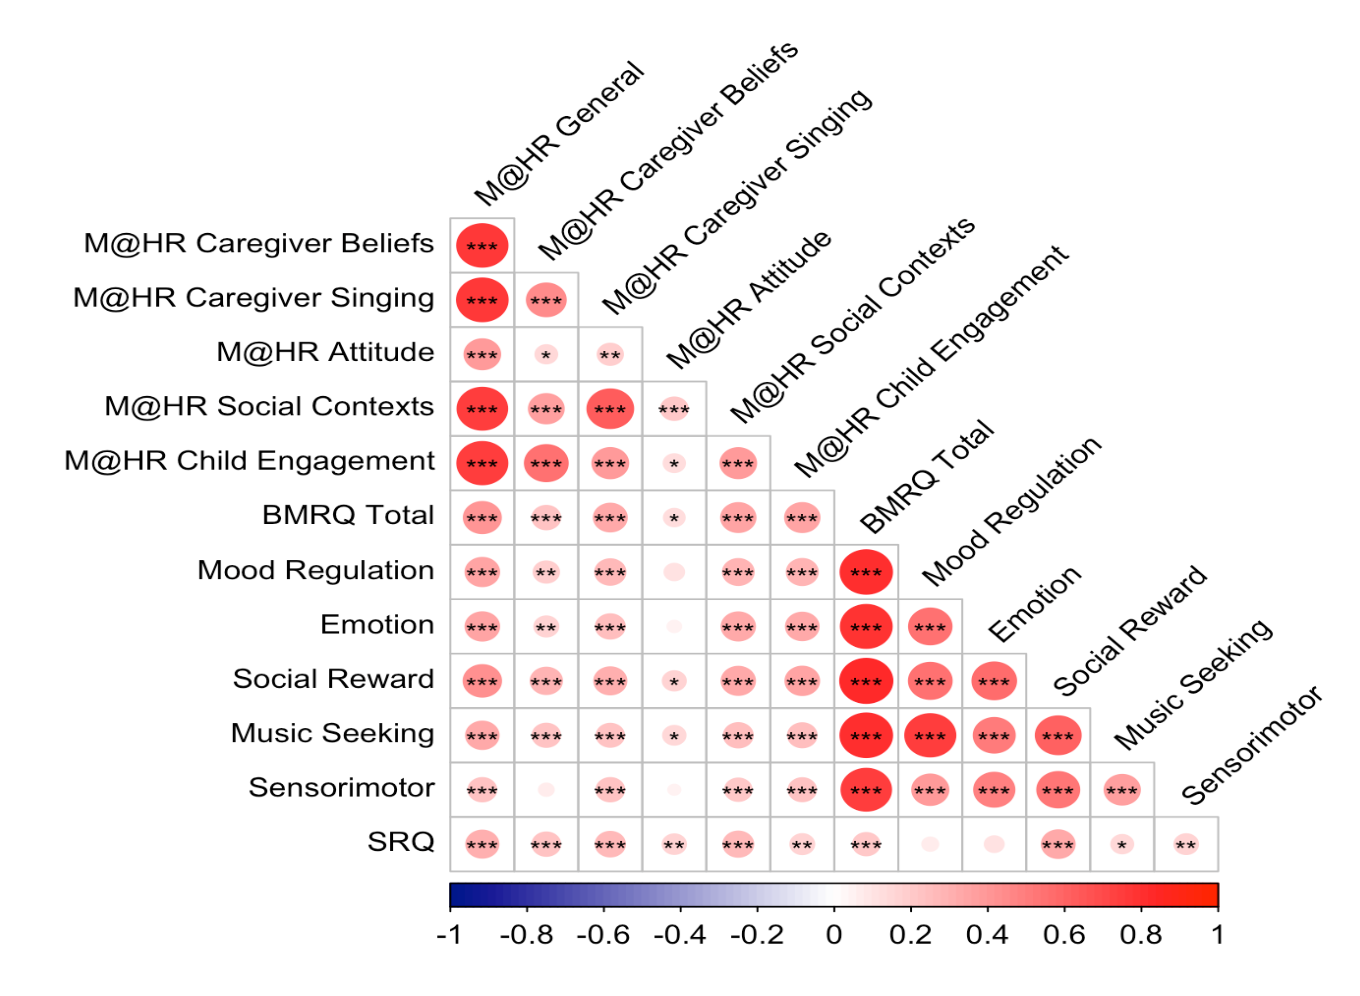 M@HR General
M@HR Caregiver Beliefs
M@HR Caregiver Singing
M@HR Attitude
M@HR Social Contexts
M@HR Child Engagement
BMRQ Total
Mood Regulation
Emotion
Social Reward
Music Seeking
Sensorimotor
M@HR Caregiver Beliefs ***
M@HR Caregiver Singing *** ***
M@HR Attitude *** * **
M@HR Social Contexts *** *** *** ***
M@HR Child Engagement *** *** *** * ***
BMRQ Total *** *** *** * *** ***
Mood Regulation *** ** *** *** *** ***
Emotion *** ** *** *** *** *** ***
Social Reward *** *** *** * *** *** *** *** ***
Music Seeking *** *** *** * *** *** *** *** *** ***
Sensorimotor *** *** *** *** *** *** *** *** ***
SRQ *** *** *** ** *** ** *** *** * **
-1 -0.8 -0.6 -0.4 -0.2 0 0.2 0.4 0.6 0.8 1